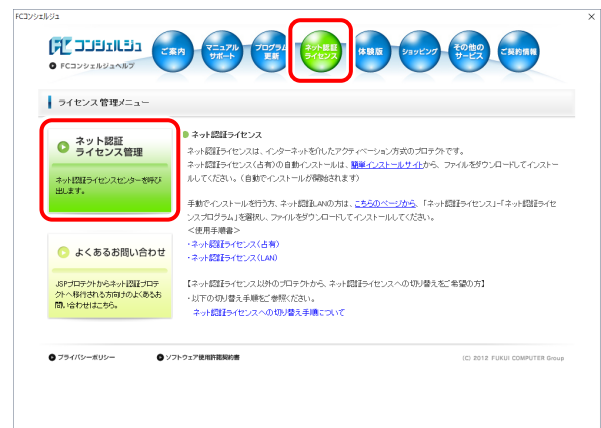 FCコンシェルジュ
×
FC コンシェルジュ
FCコンシェルジュヘルプ
ご案内
マニュアル
サポート
プログラム
更新
ネット認証
ライセンス
体験版
ショッピング
その他の
サービス
ご契約情報
ライセンス管理メニュー
ネット認証
ライセンス管理
ネット認証ライセンスセンターを呼び
出します。
よくあるお問い合わせ
JSPプロテクトからネット認証プロテ
クトへ移行される方向けのよくあるお
問い合わせはこちら。
ネット認証ライセンス
ネット認証ライセンスは、インターネットを介したアクティベーション方式のプロテクトです。
ネット認証ライセンス(占有)の自動インストールは、簡単インストールサイトから、ファイルをダウンロードしてインストー
ルしてください。(自動でインストールが開始されます)
手動でインストールを行う方、ネット認証LANの方は、こちらのページから、「ネット認証ライセンス」-「ネット認証ライセ
ンスプログラム」を選択し、ファイルをダウンロードしてインストールしてください。
<使用手順書>
・ネット認証ライセンス(占有)
・ネット認証ライセンス(LAN)
【ネット認証ライセンス以外のプロテクトから、ネット認証ライセンスへの切り替えをご希望の方】
・以下の切り替え手順をご参照ください。
ネット認証ライセンスへの切り替え手順について
プライバシーポリシー
ソフトウェア使用許諾契約書
(C) 2012 FUKUI COMPUTER Group